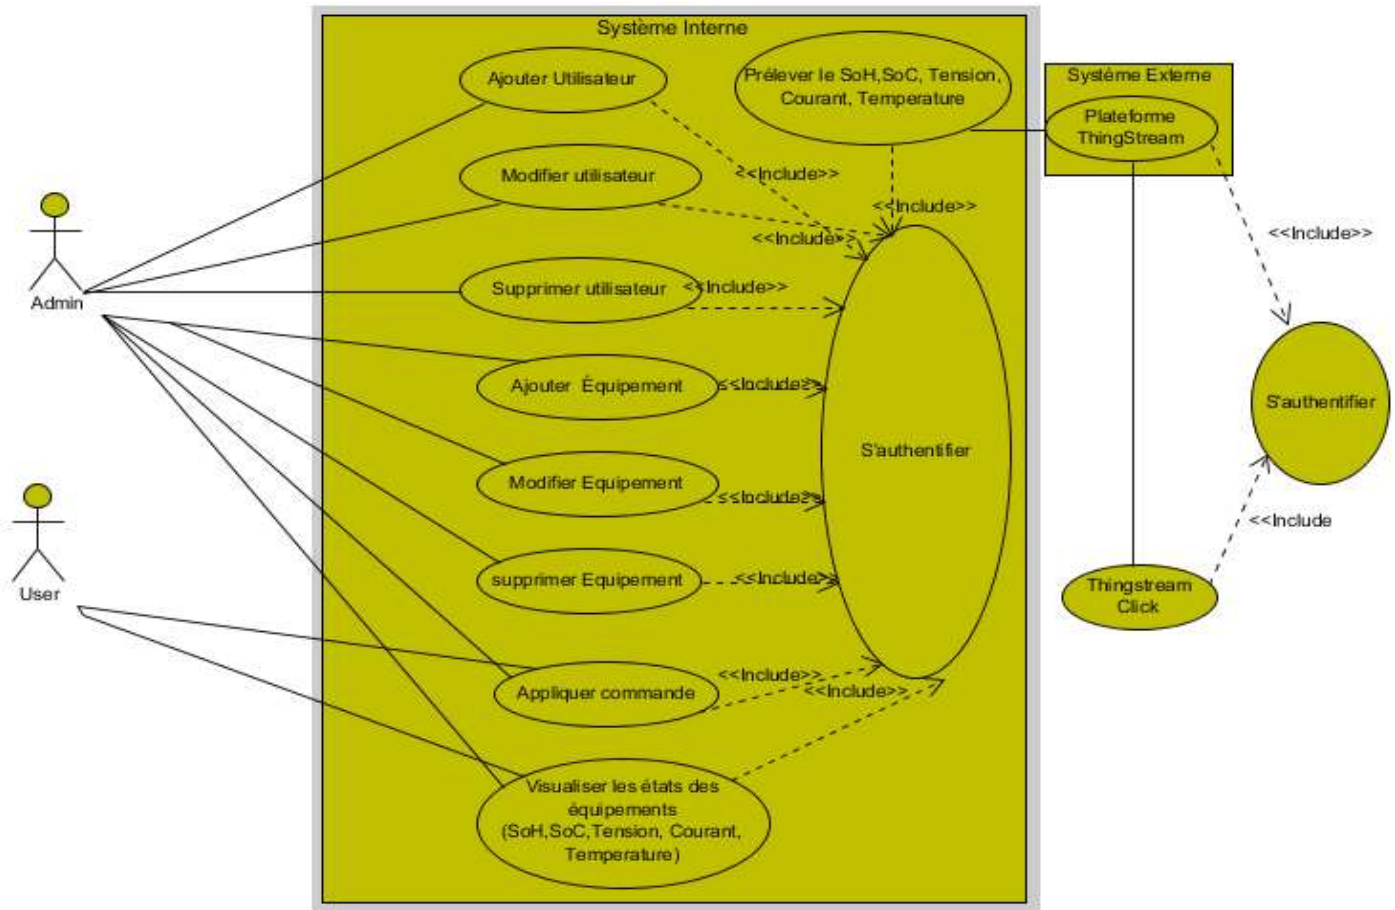 Système Interne
Ajouter Utilisateur
Prélever le SoH,SoC, Tension,
Courant, Temperature
Système Externe
Plateforme
ThingStream
Modifier utilisateur
<<Include>>
<<Include>>
<<Include>>
<<Include>>
Admin
Supprimer utilisateur
<<Include>>
Ajouter Équipement
<<Include>>
S'authentifier
S'authentifier
Modifier Equipement
<<Include>>
<<Include
supprimer Equipement
<<Include>>
User
Thingstream
Click
Appliquer commande
<<Include>>
<<Include>>
Visualiser les états des
équipements
(SoH,SoC,Tension, Courant,
Temperature)